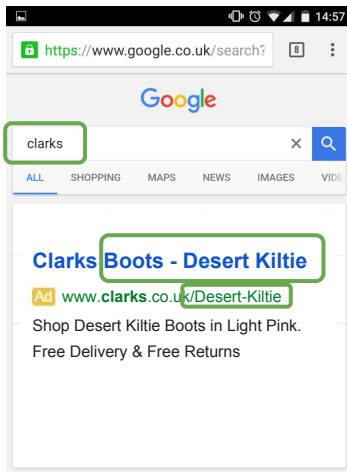 14:57
https://www.google.co.uk/search? 8
Google
clarks
ALL SHOPPING MAPS NEWS IMAGES VIDE
Clarks Boots - Desert Kiltie
Ad www.clarks.co.uk/Desert-Kiltie
Shop Desert Kiltie Boots in Light Pink.
Free Delivery & Free Returns